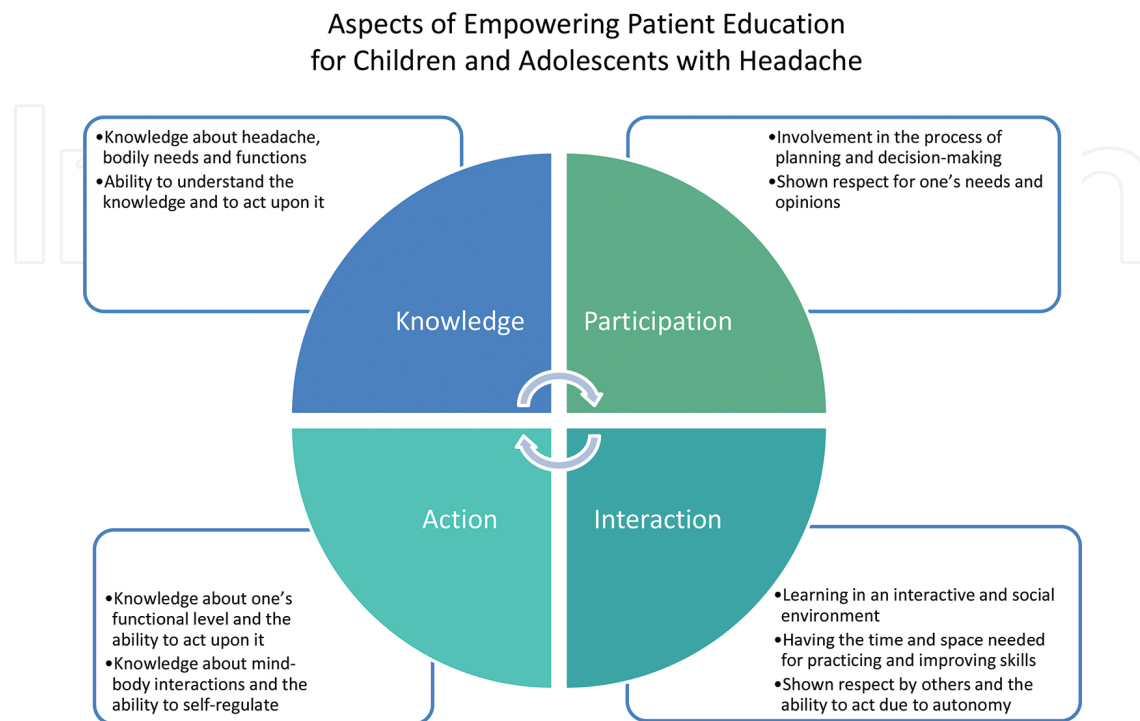 Aspects of Empowering Patient Education
for Children and Adolescents with Headache
•Knowledge about headache,
bodily needs and functions
•Ability to understand the
knowledge and to act upon it
•Involvement in the process of
planning and decision-making
•Shown respect for one’s needs and
opinions
Knowledge
Participation
Action
Interaction
•Knowledge about one’s
functional level and the
ability to act upon it
•Knowledge about mind-
body interactions and the
ability to self-regulate
•Learning in an interactive and social
environment
•Having the time and space needed
for practicing and improving skills
•Shown respect by others and the
ability to act due to autonomy